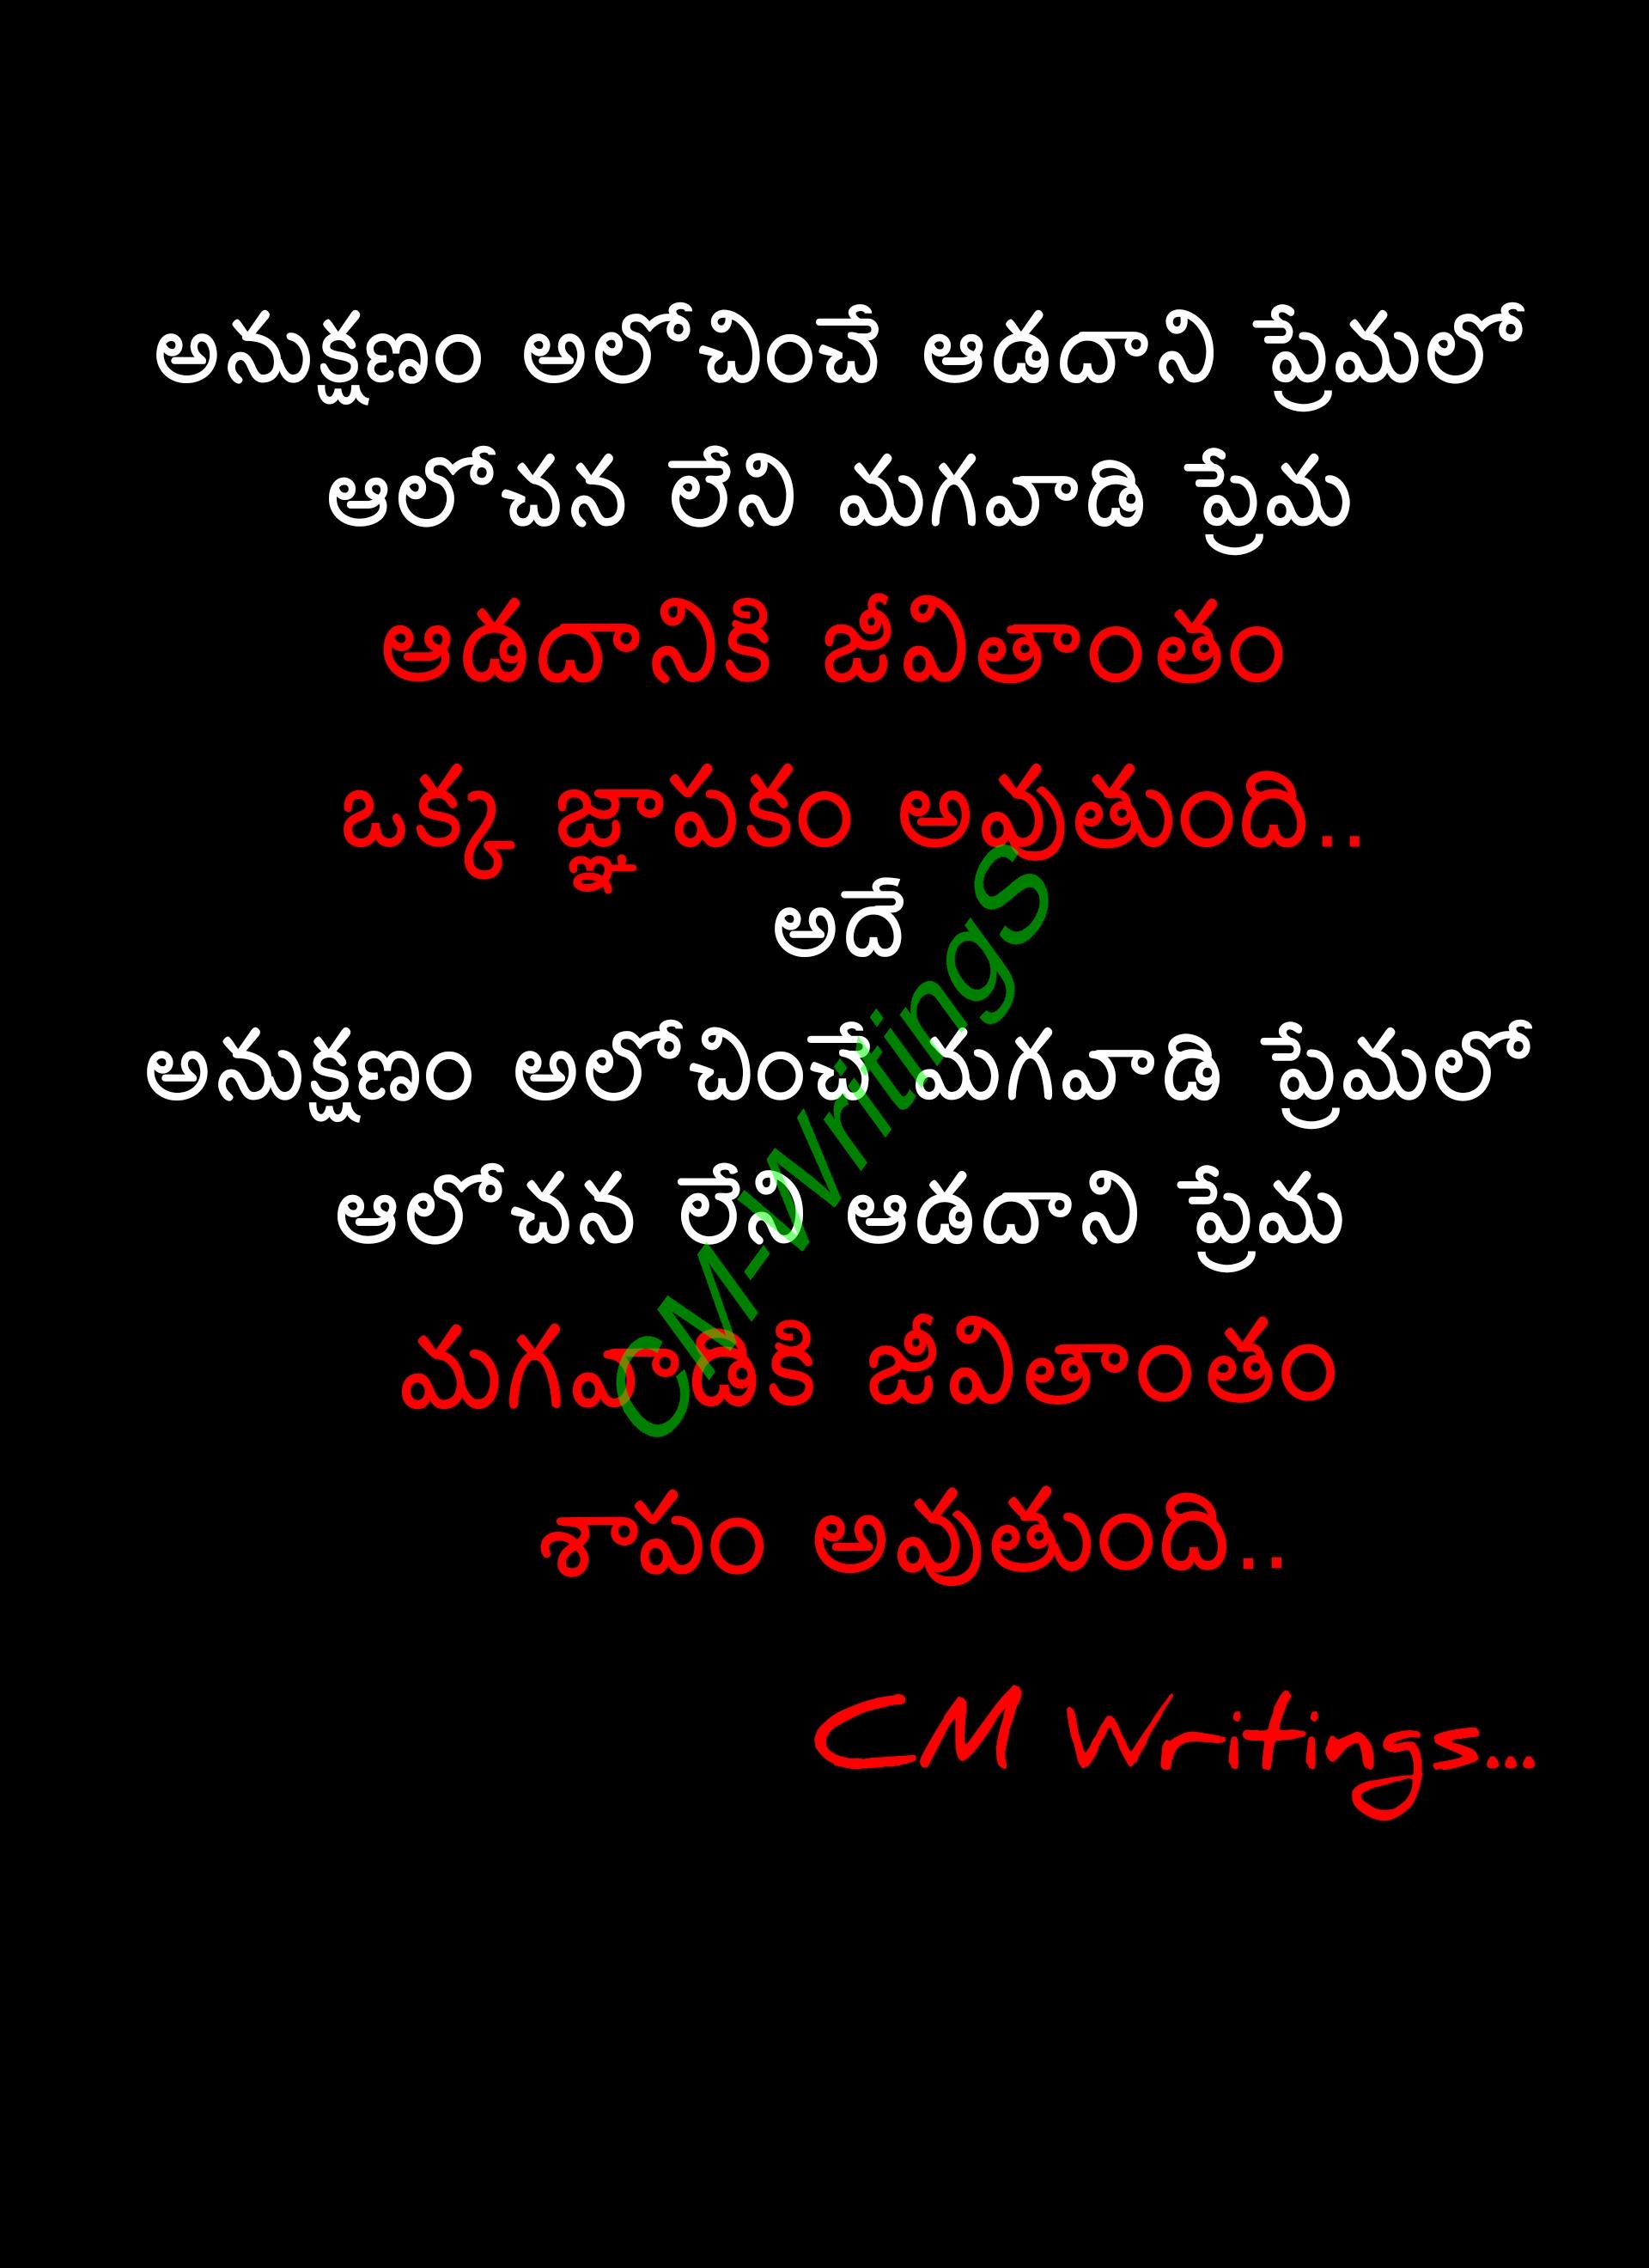 అనుక్షణం అలోచించే ఆడదాని ప్రేమలో
ఆలోచన లేని మగవాడి ప్రేమ
ఆడదానికి జీవితాంతం
ఒక్క జ్ఞాపకం అవుతుంది..
అదే
అనుక్షణం అలోచించే మగవాడి ప్రేమలో
ఆలోచన లేని ఆడదాని ప్రేమ
మగవాడికి జీవితాంతం
శాపం అవుతుంది..
CM-Writings
CM Writings...